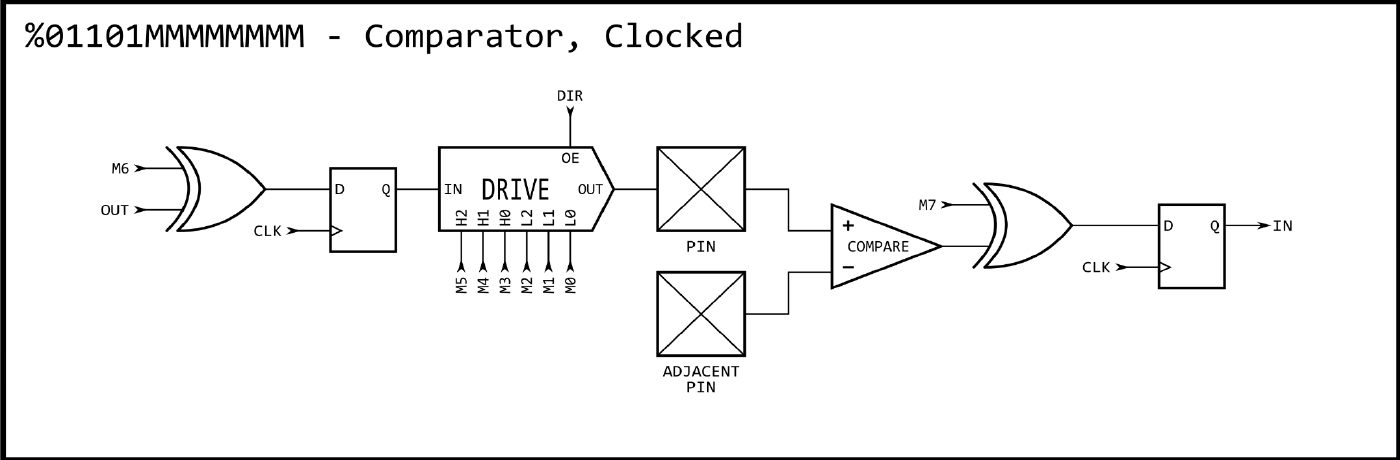 %01101MMMMMMMM - Comparator, Clocked
DIR
OE
M6
OUT
D Q
CLK
IN DRIVE OUT
H2 H1 H0 L2 L1 L0
M5 M4 M3 M2 M1 M0
PIN
ADJACENT
PIN
+
COMPARE
−
M7
D Q
CLK
IN